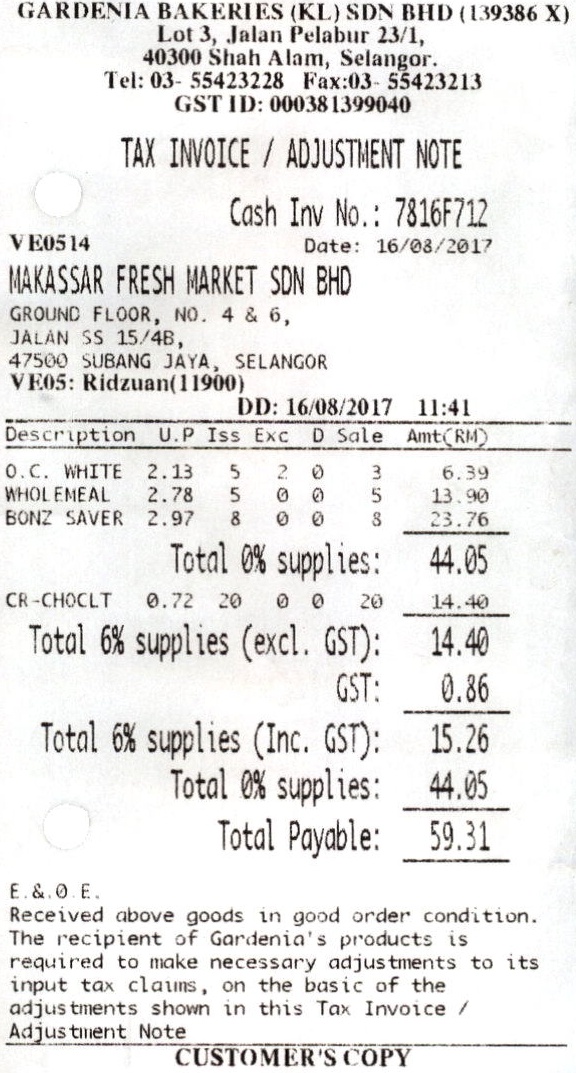 GARDENIA BAKERIES (KL) SDN BHD (139386 X)
Lot 3, Jalan Pelabur 23/1,
40300 Shah Alam, Selangor.
Tel: 03- 55423228 Fax:03- 55423213
GST ID: 000381399040
TAX INVOICE / ADJUSTMENT NOTE
Cash Inv No.: 7816F712
VE0514 Date: 16/08/2017
MAKASSAR FRESH MARKET SDN BHD
GROUND FLOOR, NO. 4 & 6,
JALAN SS 15/4B,
47500 SUBANG JAYA, SELANGOR
VE05: Ridzuan(11900)
DD: 16/08/2017 11:41
Description U.P Iss Exc D Sale Amt(RM)
O.C. WHITE 2.13 5 2 0 3 6.39
WHOLEMEAL 2.78 5 0 0 5 13.90
BONZ SAVER 2.97 8 0 0 8 23.76
Total 0% supplies: 44.05
CR-CHOCLT 0.72 20 0 0 20 14.40
Total 6% supplies (excl. GST): 14.40
GST: 0.86
Total 6% supplies (Inc. GST): 15.26
Total 0% supplies: 44.05
Total Payable: 59.31
E.&.O.E.
Received above goods in good order condition.
The recipient of Gardenia's products is
required to make necessary adjustments to its
input tax claims, on the basic of the
adjustments shown in this Tax Invoice /
Adjustment Note
CUSTOMER'S COPY